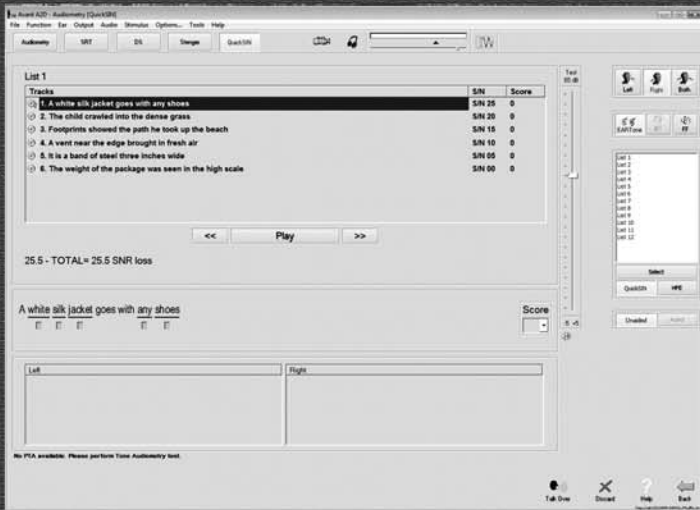 Avant A2D - Audiometry [QuickSIN]
File Function Ear Output Audio Stimulus Options... Tools Help
Audiometry SRT DS Stenger QuickSIN
List 1
Tracks S/N Score
1. A white silk jacket goes with any shoes S/N 25 0
2. The child crawled into the dense grass S/N 20 0
3. Footprints showed the path he took up the beach S/N 15 0
4. A vent near the edge brought in fresh air S/N 10 0
5. It is a band of steel three inches wide S/N 05 0
6. The weight of the package was seen in the high scale S/N 00 0
<< Play >>
25.5 - TOTAL= 25.5 SNR loss
A white silk jacket goes with any shoes
Score
Left Right
No PTA available. Please perform Tone Audiometry test.
Test
-5 +5
Left Right Both
EARTone FF
List 1
List 2
List 3
List 4
List 5
List 6
List 7
List 8
List 9
List 10
List 11
List 12
Select
QuickSIN HPE
Unaided Aided
Talk Over Discard Help Back